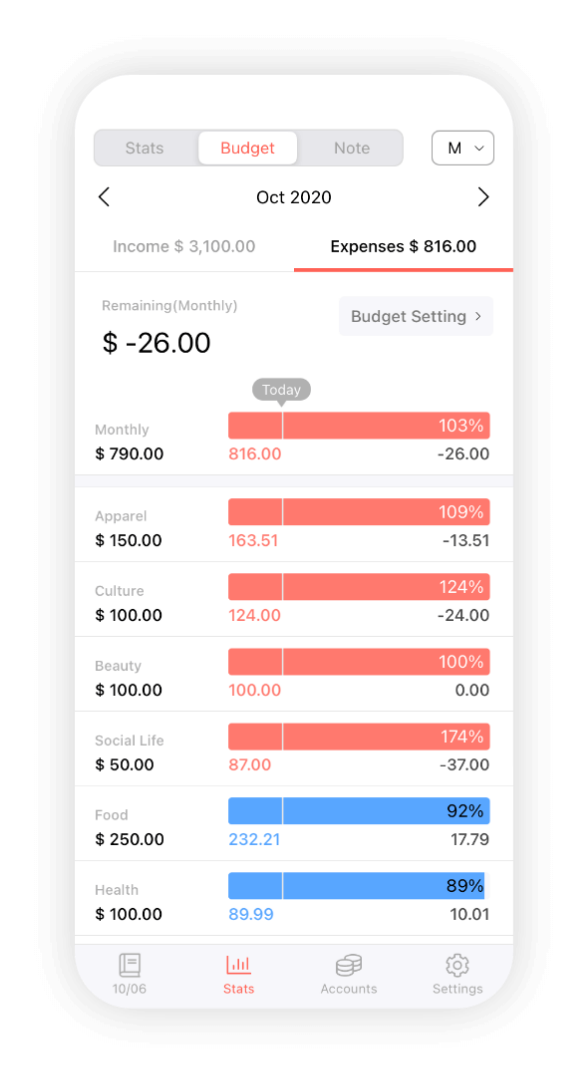 Stats Budget Note M
Oct 2020
Income $ 3,100.00 Expenses $ 816.00
Remaining(Monthly)
Budget Setting
$ -26.00
Today
Monthly 103%
$ 790.00 816.00 -26.00
Apparel 109%
$ 150.00 163.51 -13.51
Culture 124%
$ 100.00 124.00 -24.00
Beauty 100%
$ 100.00 100.00 0.00
Social Life 174%
$ 50.00 87.00 -37.00
Food 92%
$ 250.00 232.21 17.79
Health 89%
$ 100.00 89.99 10.01
10/06 Stats Accounts Settings